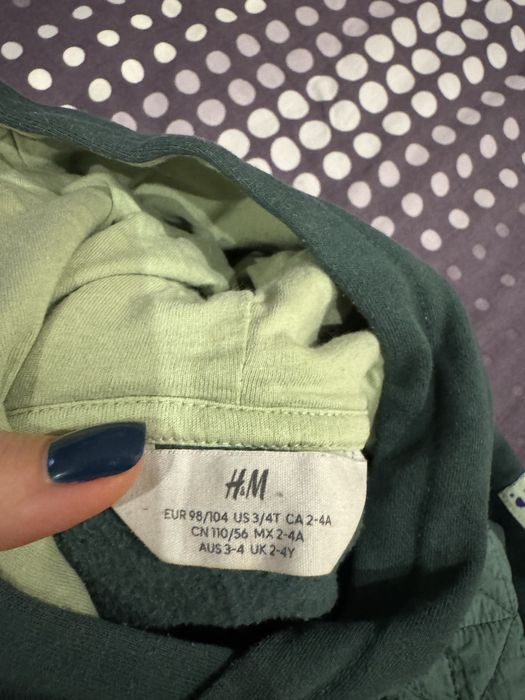 H&M
EUR 98/104 US 3/4T CA 2-4A
CN 110/56 MX 2-4A
AUS 3-4 UK 2-4Y